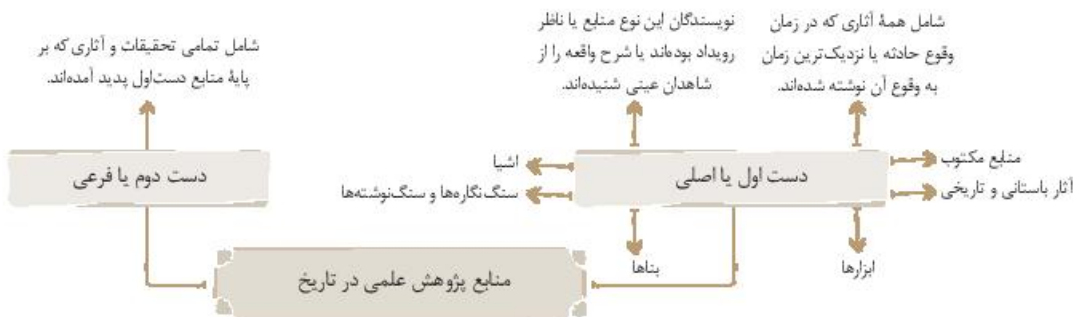 شامل همهٔ آثاری که در زمان
وقوع حادثه یا نزدیک‌ترین زمان
به وقوع آن نوشته شده‌اند.
نویسندگان این نوع منابع یا ناظر
رویداد بوده‌اند یا شرح واقعه را از
شاهدان عینی شنیده‌اند.
شامل تمامی تحقیقات و آثاری که بر
پایهٔ منابع دست‌اول پدید آمده‌اند.
منابع مکتوب
آثار باستانی و تاریخی
دست اول یا اصلی
اشیا
سنگ‌نگاره‌ها و سنگ‌نوشته‌ها
دست دوم یا فرعی
ابزارها
بناها
منابع پژوهش علمی در تاریخ